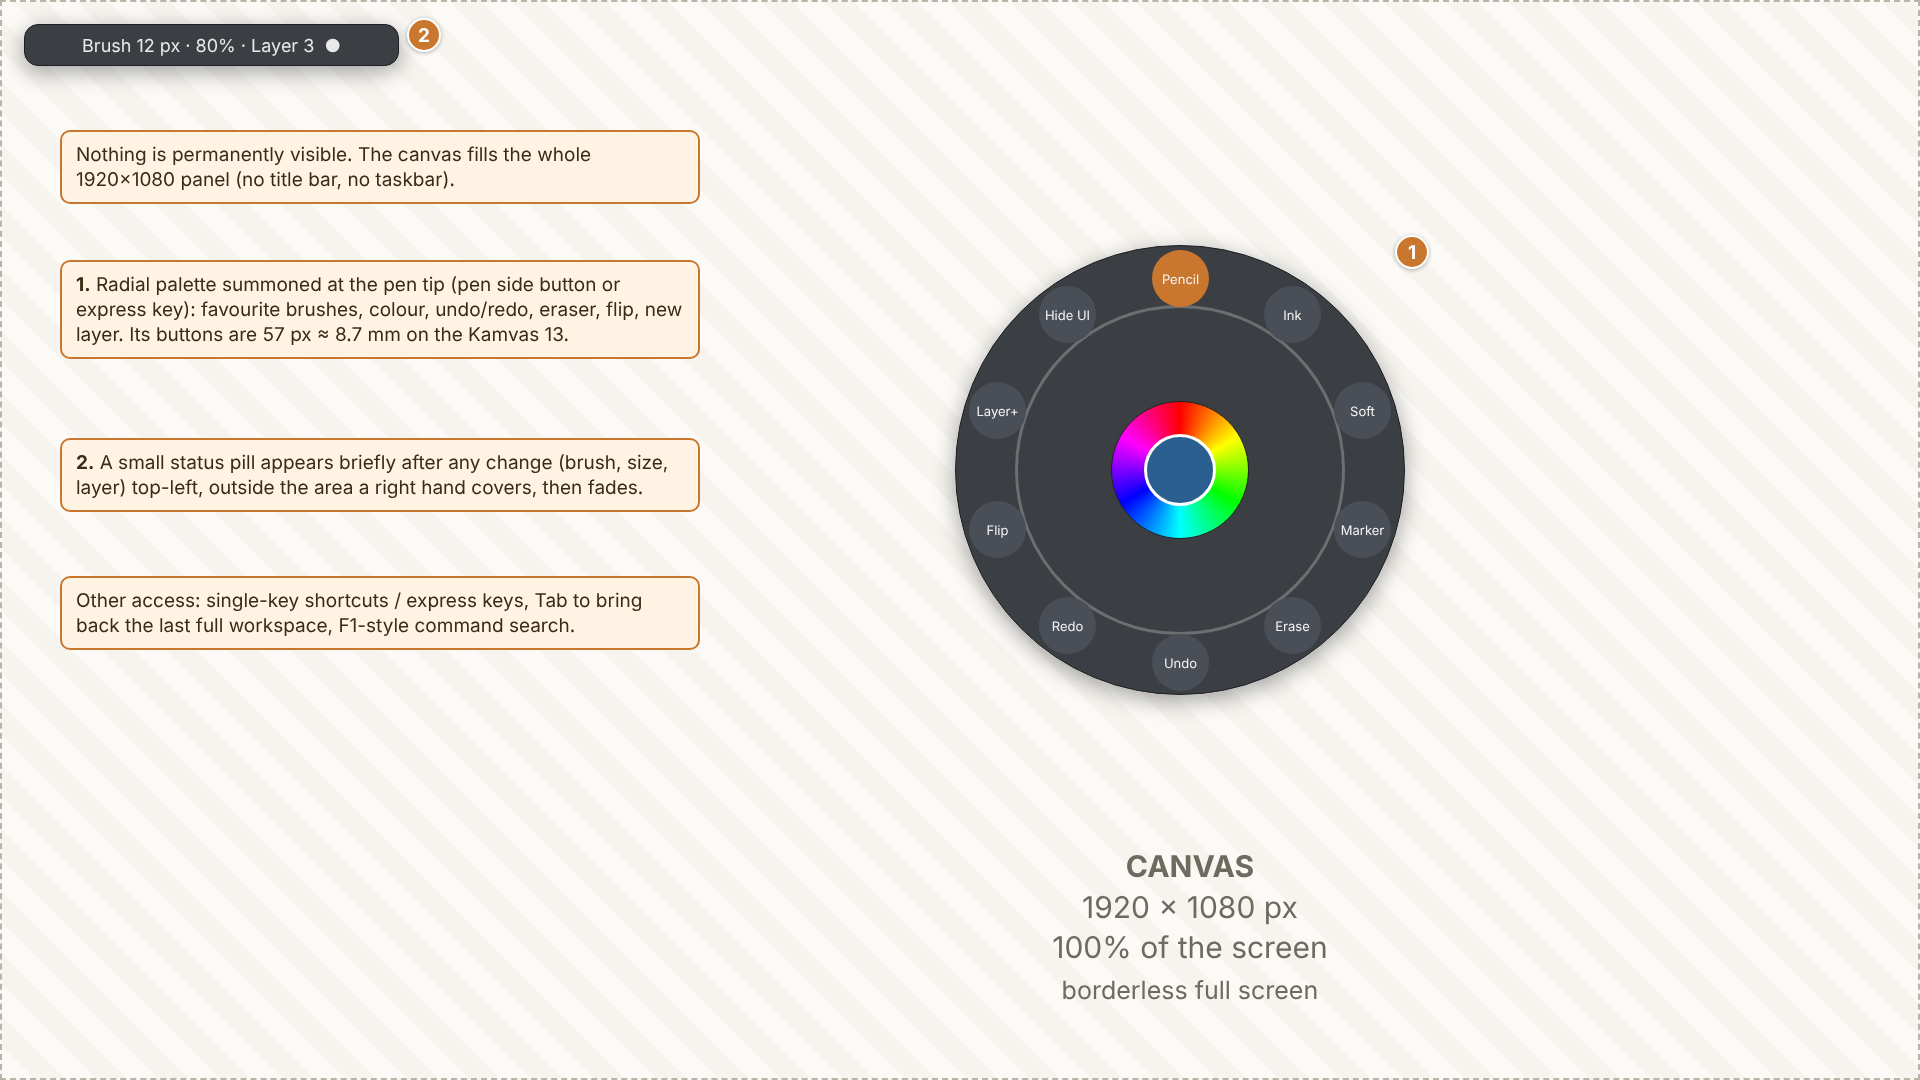 Brush 12 px · 80% · Layer 3
2
Nothing is permanently visible. The canvas fills the whole
1920×1080 panel (no title bar, no taskbar).
1. Radial palette summoned at the pen tip (pen side button or
express key): favourite brushes, colour, undo/redo, eraser, flip, new
layer. Its buttons are 57 px ≈ 8.7 mm on the Kamvas 13.
2. A small status pill appears briefly after any change (brush, size,
layer) top-left, outside the area a right hand covers, then fades.
Other access: single-key shortcuts / express keys, Tab to bring
back the last full workspace, F1-style command search.
1
Pencil
Hide UI
Ink
Layer+
Soft
Flip
Marker
Redo
Erase
Undo
CANVAS
1920 × 1080 px
100% of the screen
borderless full screen